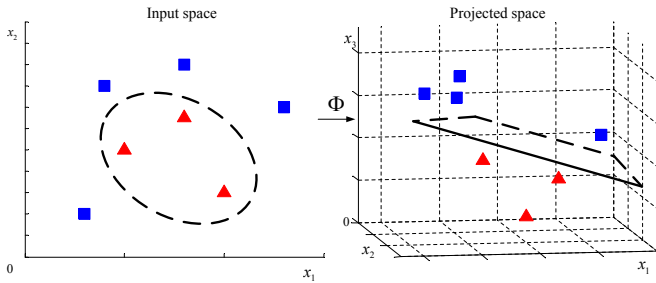 Input space
Projected space
x₂
x₃
Φ
0
x₂
0
x₁
x₁